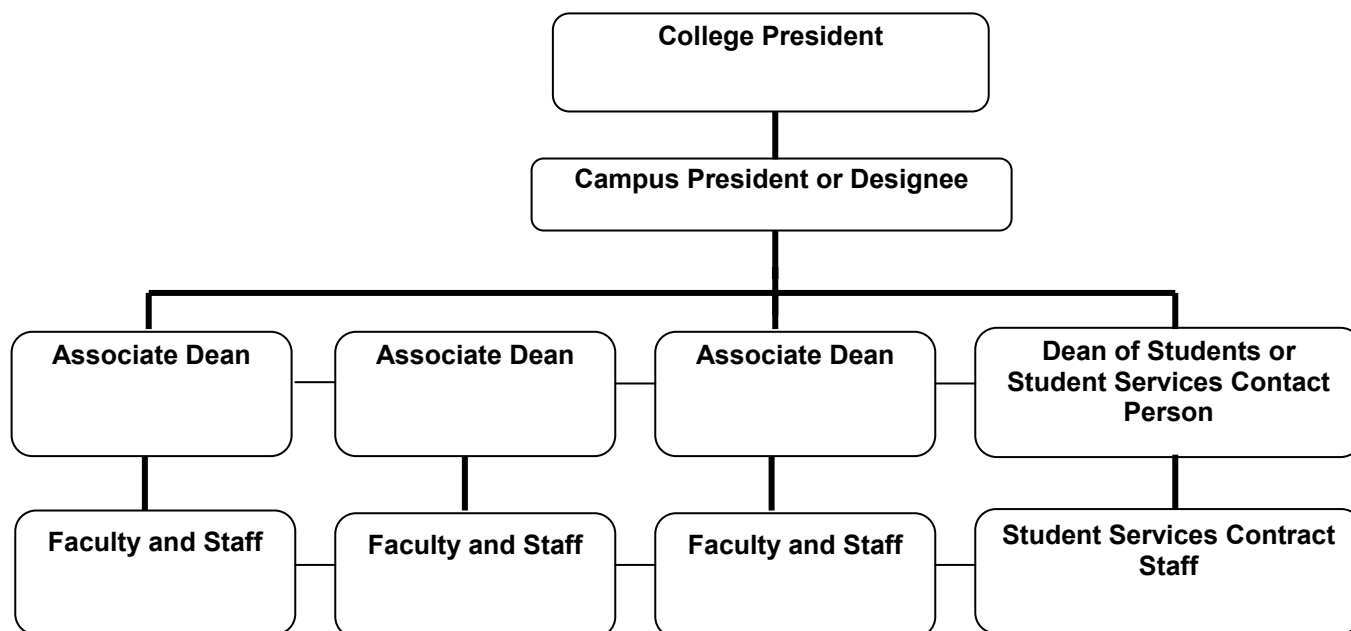 College President
Campus President or Designee
Associate Dean
Associate Dean
Associate Dean
Dean of Students or
Student Services Contact
Person
Faculty and Staff
Faculty and Staff
Faculty and Staff
Student Services Contract
Staff